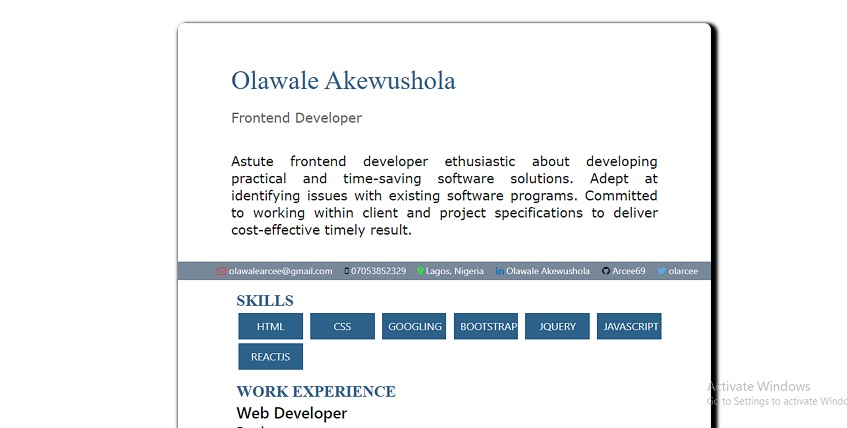 Olawale Akewushola
Frontend Developer
Astute frontend developer ethusiastic about developing
practical and time-saving software solutions. Adept at
identifying issues with existing software programs. Committed
to working within client and project specifications to deliver
cost-effective timely result.
olawalearcee@gmail.com 07053852329 Lagos, Nigeria Olawale Akewushola Arcee69 olarcee
SKILLS
HTML CSS GOOGLING BOOTSTRAP JQUERY JAVASCRIPT
REACTJS
WORK EXPERIENCE
Web Developer
Activate Windows
Go to Settings to activate Windo